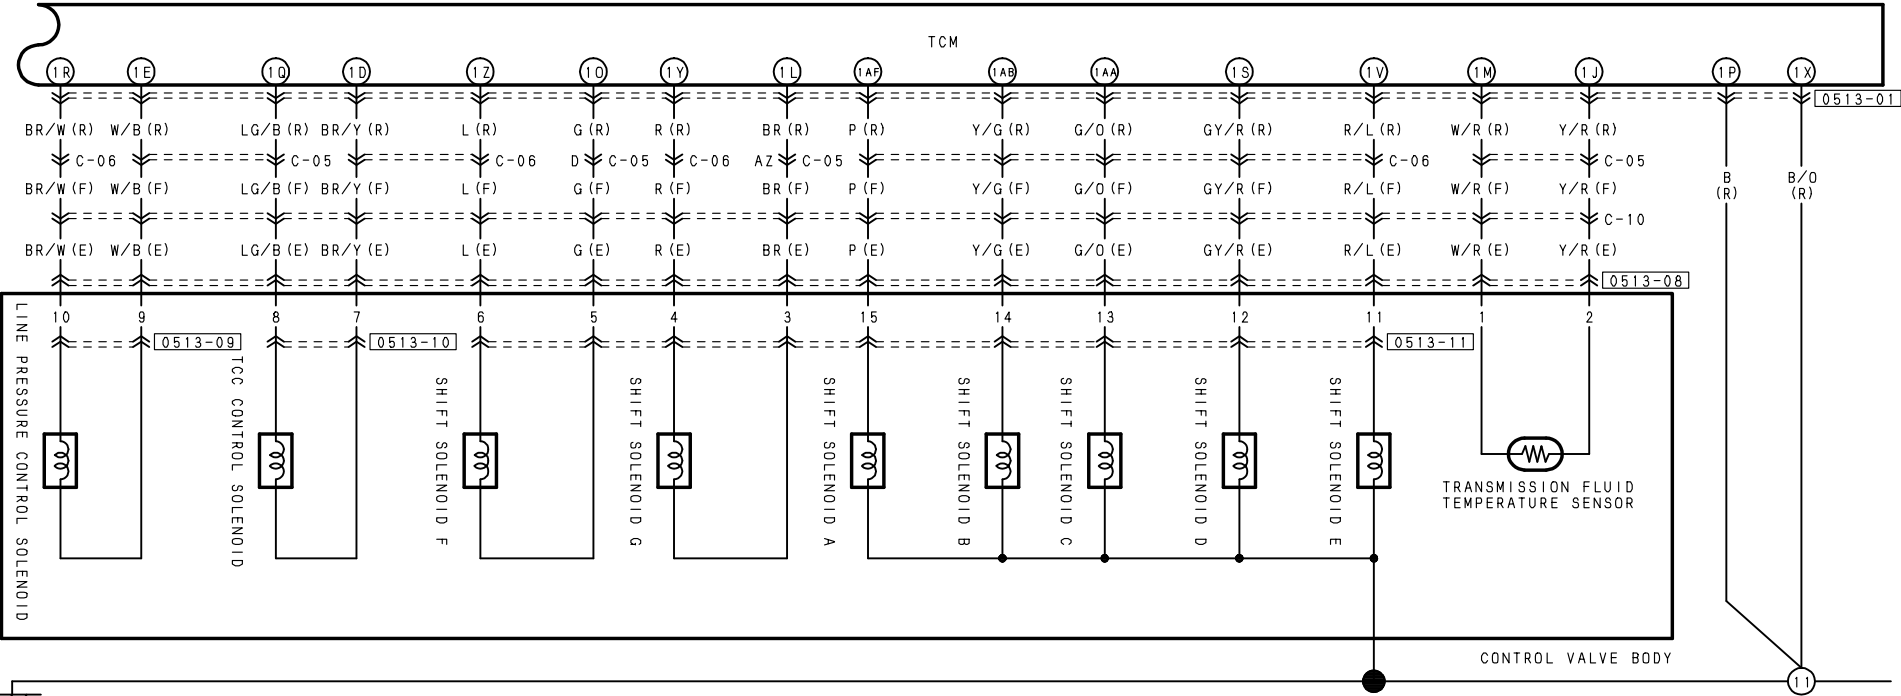 TCM
1R 1E 1Q 1D 1Z 1O 1Y 1L 1AF 1AB 1AA 1S 1V 1M 1J 1P 1X
0513-01
BR/W (R) W/B (R) LG/B (R) BR/Y (R) L (R) G (R) R (R) BR (R) P (R) Y/G (R) G/O (R) GY/R (R) R/L (R) W/R (R) Y/R (R)
C-06 C-05 C-06 D C-05 C-06 AZ C-05 C-06 C-05
BR/W (F) W/B (F) LG/B (F) BR/Y (F) L (F) G (F) R (F) BR (F) P (F) Y/G (F) G/O (F) GY/R (F) R/L (F) W/R (F) Y/R (F)
B B/O
(R) (R)
C-10
BR/W (E) W/B (E) LG/B (E) BR/Y (E) L (E) G (E) R (E) BR (E) P (E) Y/G (E) G/O (E) GY/R (E) R/L (E) W/R (E) Y/R (E)
0513-08
10 9 8 7 6 5 4 3 15 14 13 12 11 1 2
0513-09 0513-10 0513-11
LINE PRESSURE CONTROL SOLENOID
TCC CONTROL SOLENOID
SHIFT SOLENOID F
SHIFT SOLENOID G
SHIFT SOLENOID A
SHIFT SOLENOID B
SHIFT SOLENOID C
SHIFT SOLENOID D
SHIFT SOLENOID E
TRANSMISSION FLUID
TEMPERATURE SENSOR
CONTROL VALVE BODY
11